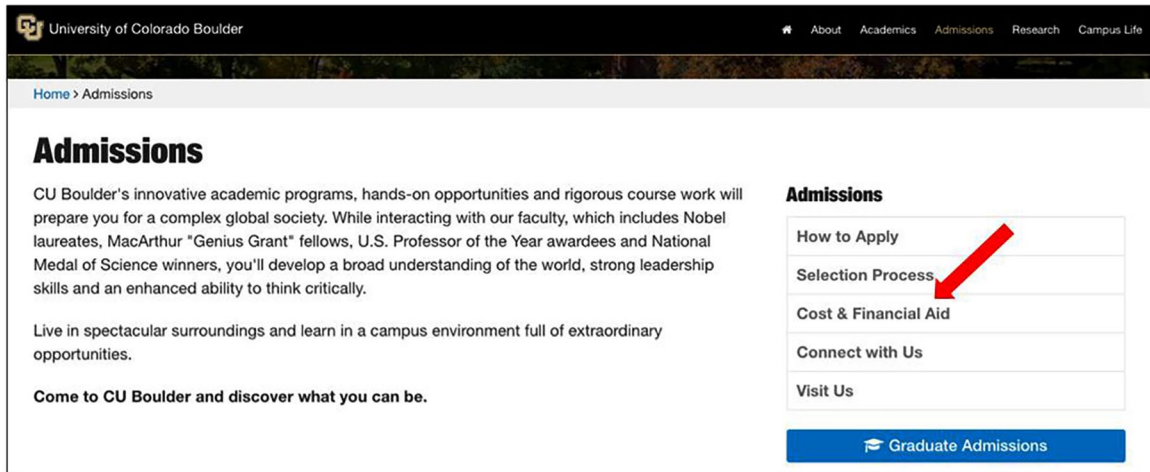 University of Colorado Boulder
About Academics Admissions Research Campus Life
Home > Admissions
Admissions
CU Boulder's innovative academic programs, hands-on opportunities and rigorous course work will
prepare you for a complex global society. While interacting with our faculty, which includes Nobel
laureates, MacArthur "Genius Grant" fellows, U.S. Professor of the Year awardees and National
Medal of Science winners, you'll develop a broad understanding of the world, strong leadership
skills and an enhanced ability to think critically.
Live in spectacular surroundings and learn in a campus environment full of extraordinary
opportunities.
Come to CU Boulder and discover what you can be.
Admissions
How to Apply
Selection Process
Cost & Financial Aid
Connect with Us
Visit Us
Graduate Admissions